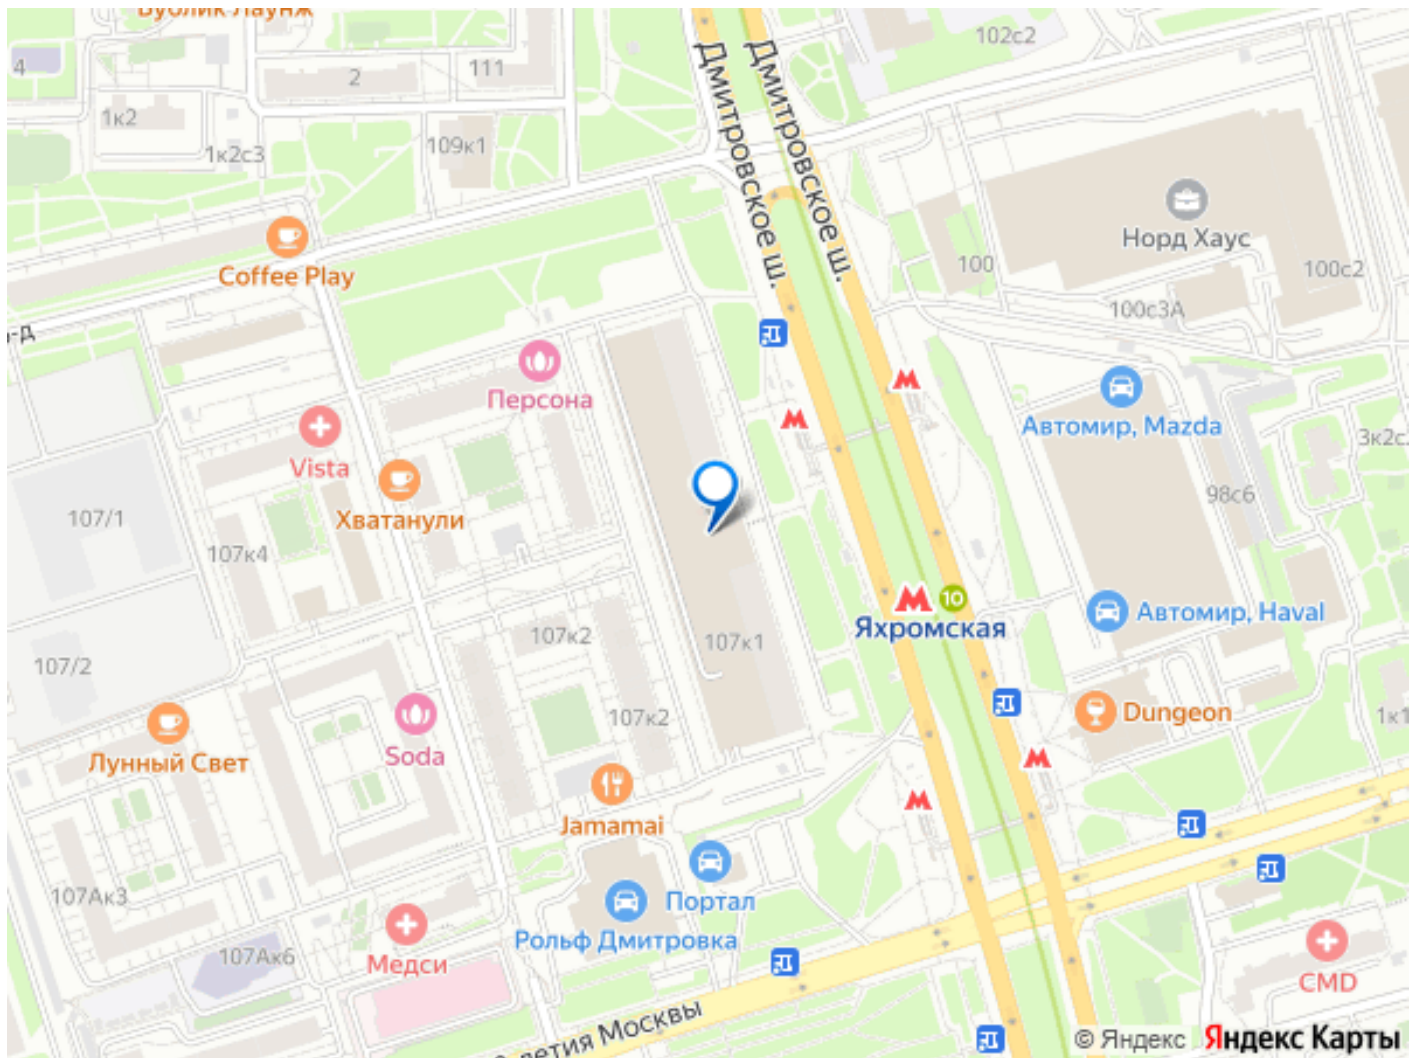 102с2
4
111
2
1к2
109к1
1к2с3
Дмитровское ш.
Дмитровское ш.
Норд Хаус
100
100с2
Coffee Play
100с3А
Персона
Автомир, Mazda
Vista
98с6
107/1
Хватанули
107к4
10
Яхромская
Автомир, Haval
107к2
107к1
107/2
107к2
Dungeon
Лунный Свет
Soda
Jamamai
107Ак3
Портал
Рольф Дмитровка
107Ак6
Медси
CMD
летия Москвы
© Яндекс Яндекс Карты